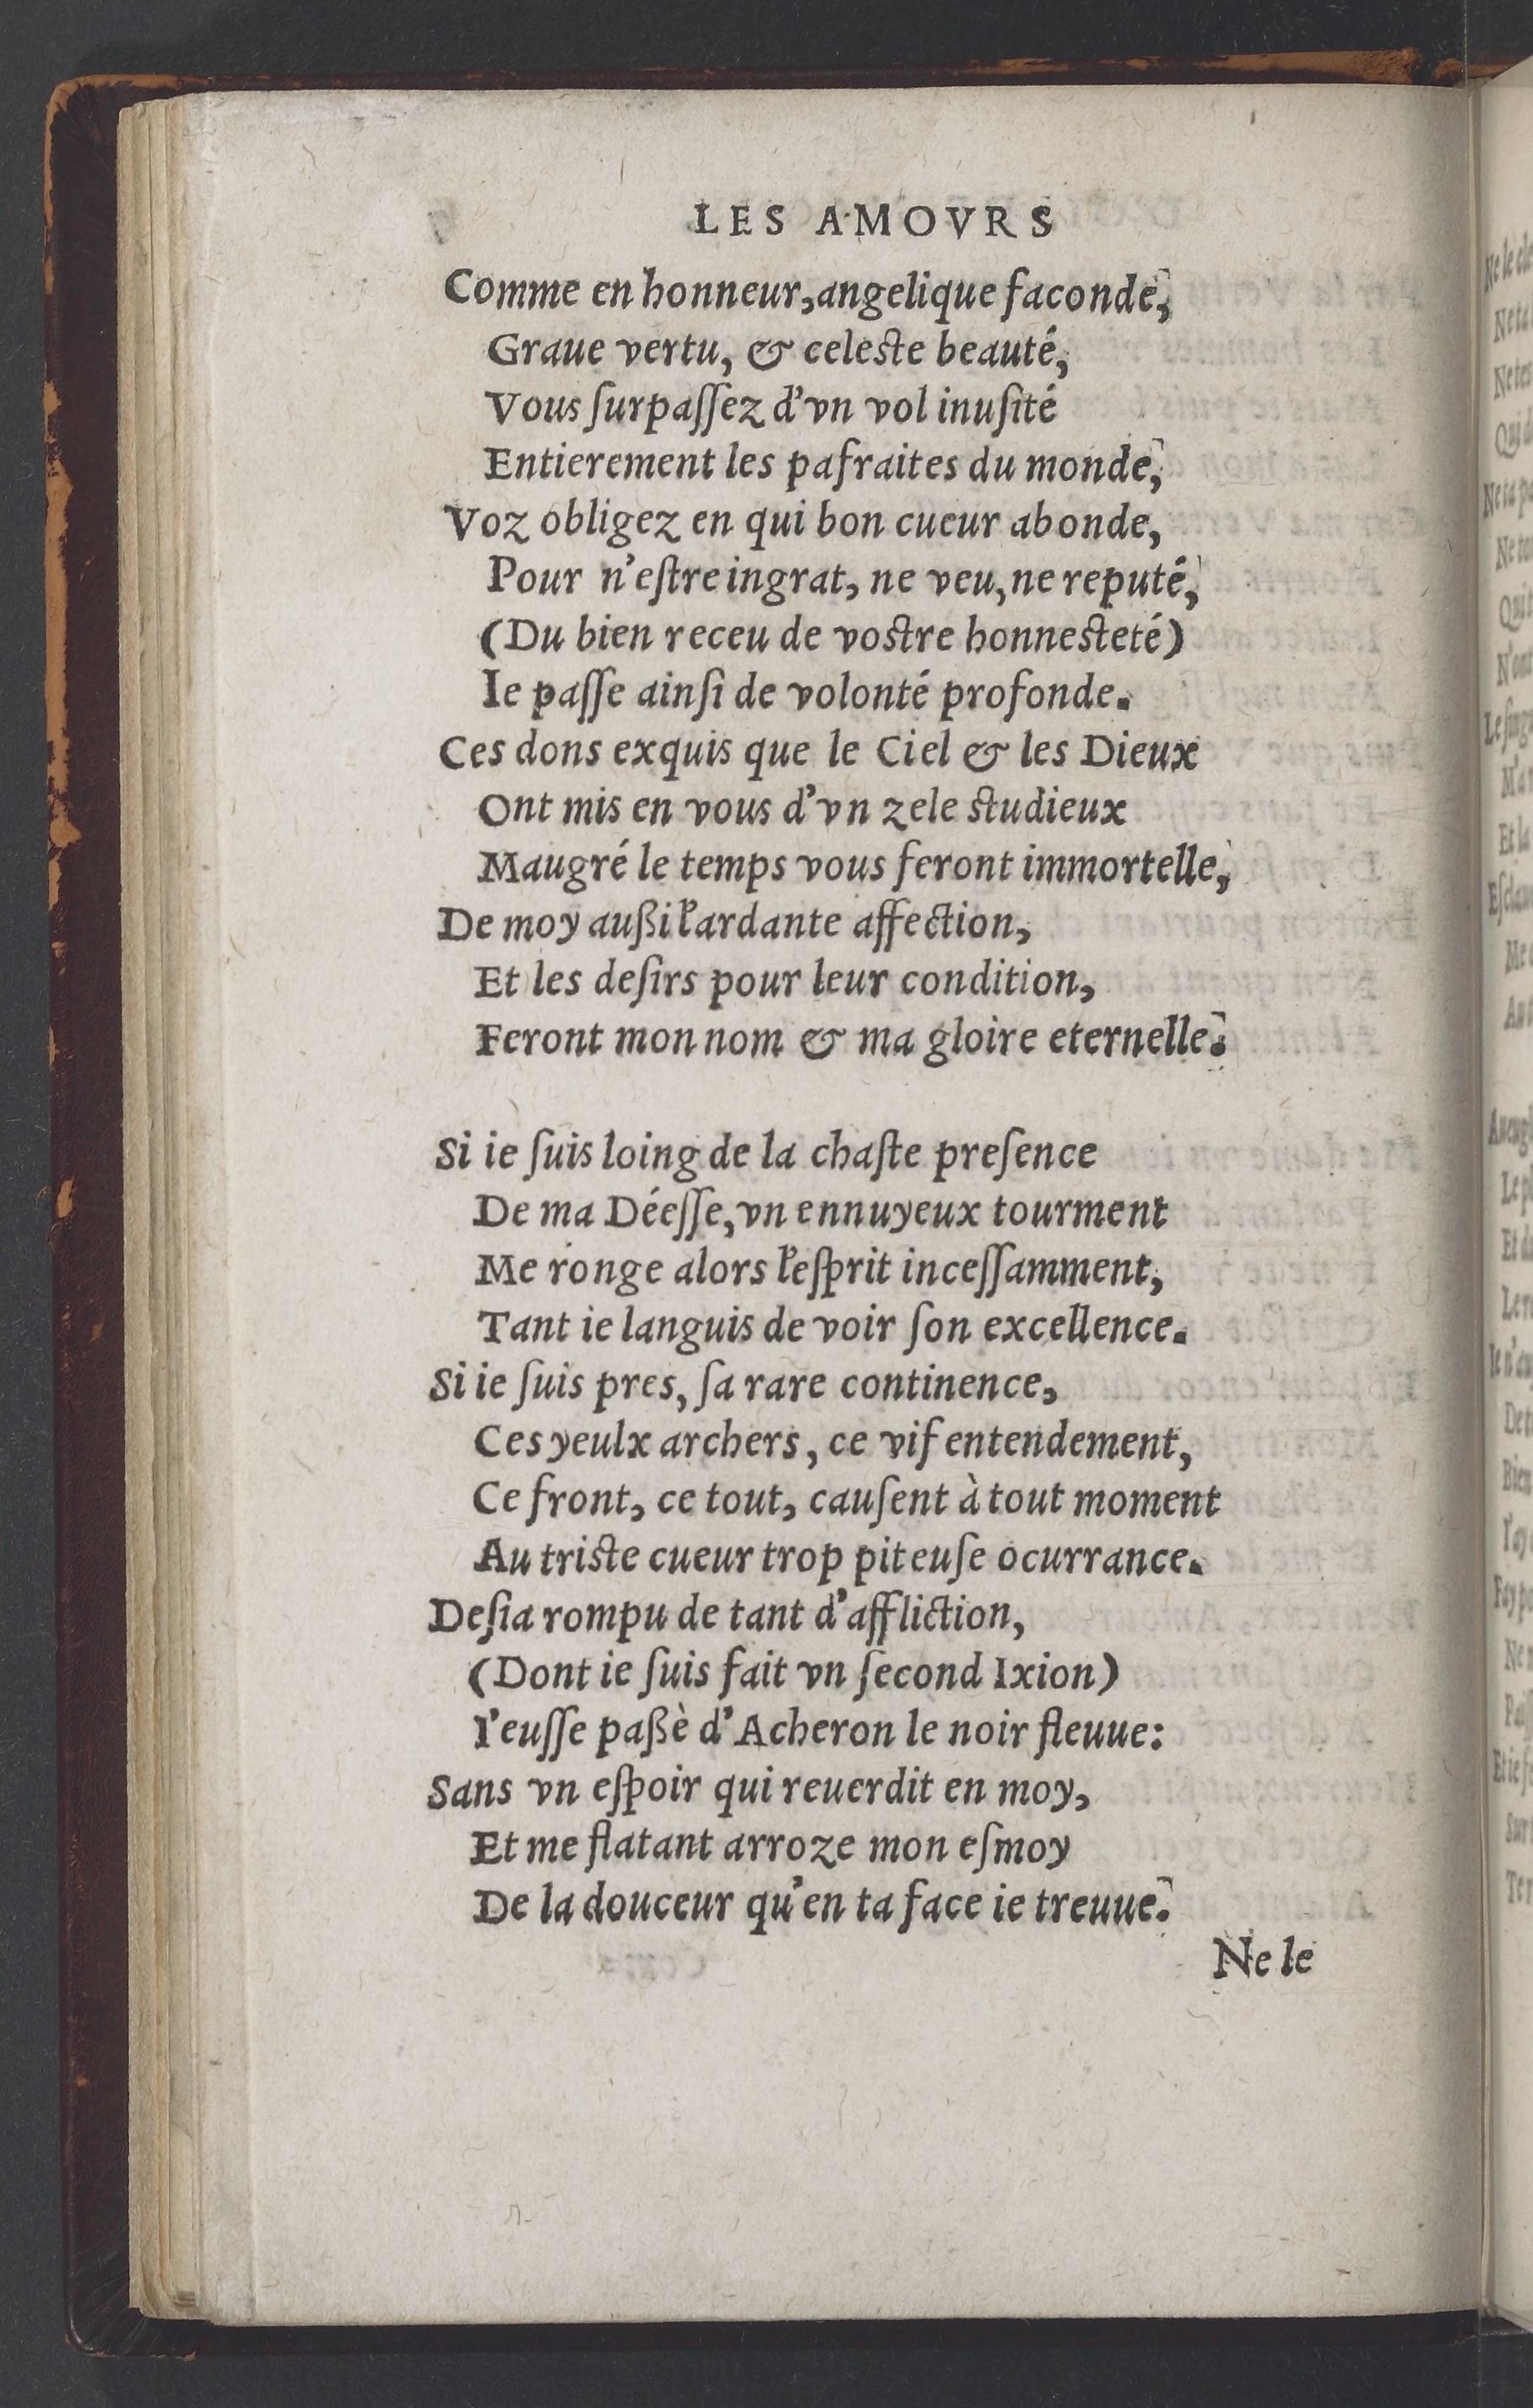 LES AMOVRS
Comme en honneur, angelique faconde,
Graue vertu, & celeste beauté,
Vous ſurpaſſez d'vn vol inuſité
Entierement les pafraites du monde,
Voz obligez en qui bon cueur abonde,
Pour n'eſtre ingrat, ne veu, ne reputé,
(Du bien receu de vostre honnesteté)
Ie paſſe ainſi de volonté profonde.
Ces dons exquis que le Ciel & les Dieux
Ont mis en vous d'vn zele studieux
Maugré le temps vous feront immortelle,
De moy außi l'ardante affection,
Et les deſirs pour leur condition,
Feront mon nom & ma gloire eternelle.
Si ie ſuis loing de la chaſte preſence
De ma Déeſſe, vn ennuyeux tourment
Me ronge alors l'eſprit inceſſamment,
Tant ie languis de voir ſon excellence.
Si ie ſuis pres, ſa rare continence,
Ces yeulx archers, ce vif entendement,
Ce front, ce tout, cauſent à tout moment
Au triste cueur trop piteuſe ocurrance.
Deſia rompu de tant d'affliction,
(Dont ie ſuis fait vn ſecond Ixion)
I'euſſe paßè d'Acheron le noir fleuue:
Sans vn eſpoir qui reuerdit en moy,
Et me flatant arroze mon eſmoy
De la douceur qu'en ta face ie treuue.
Ne le